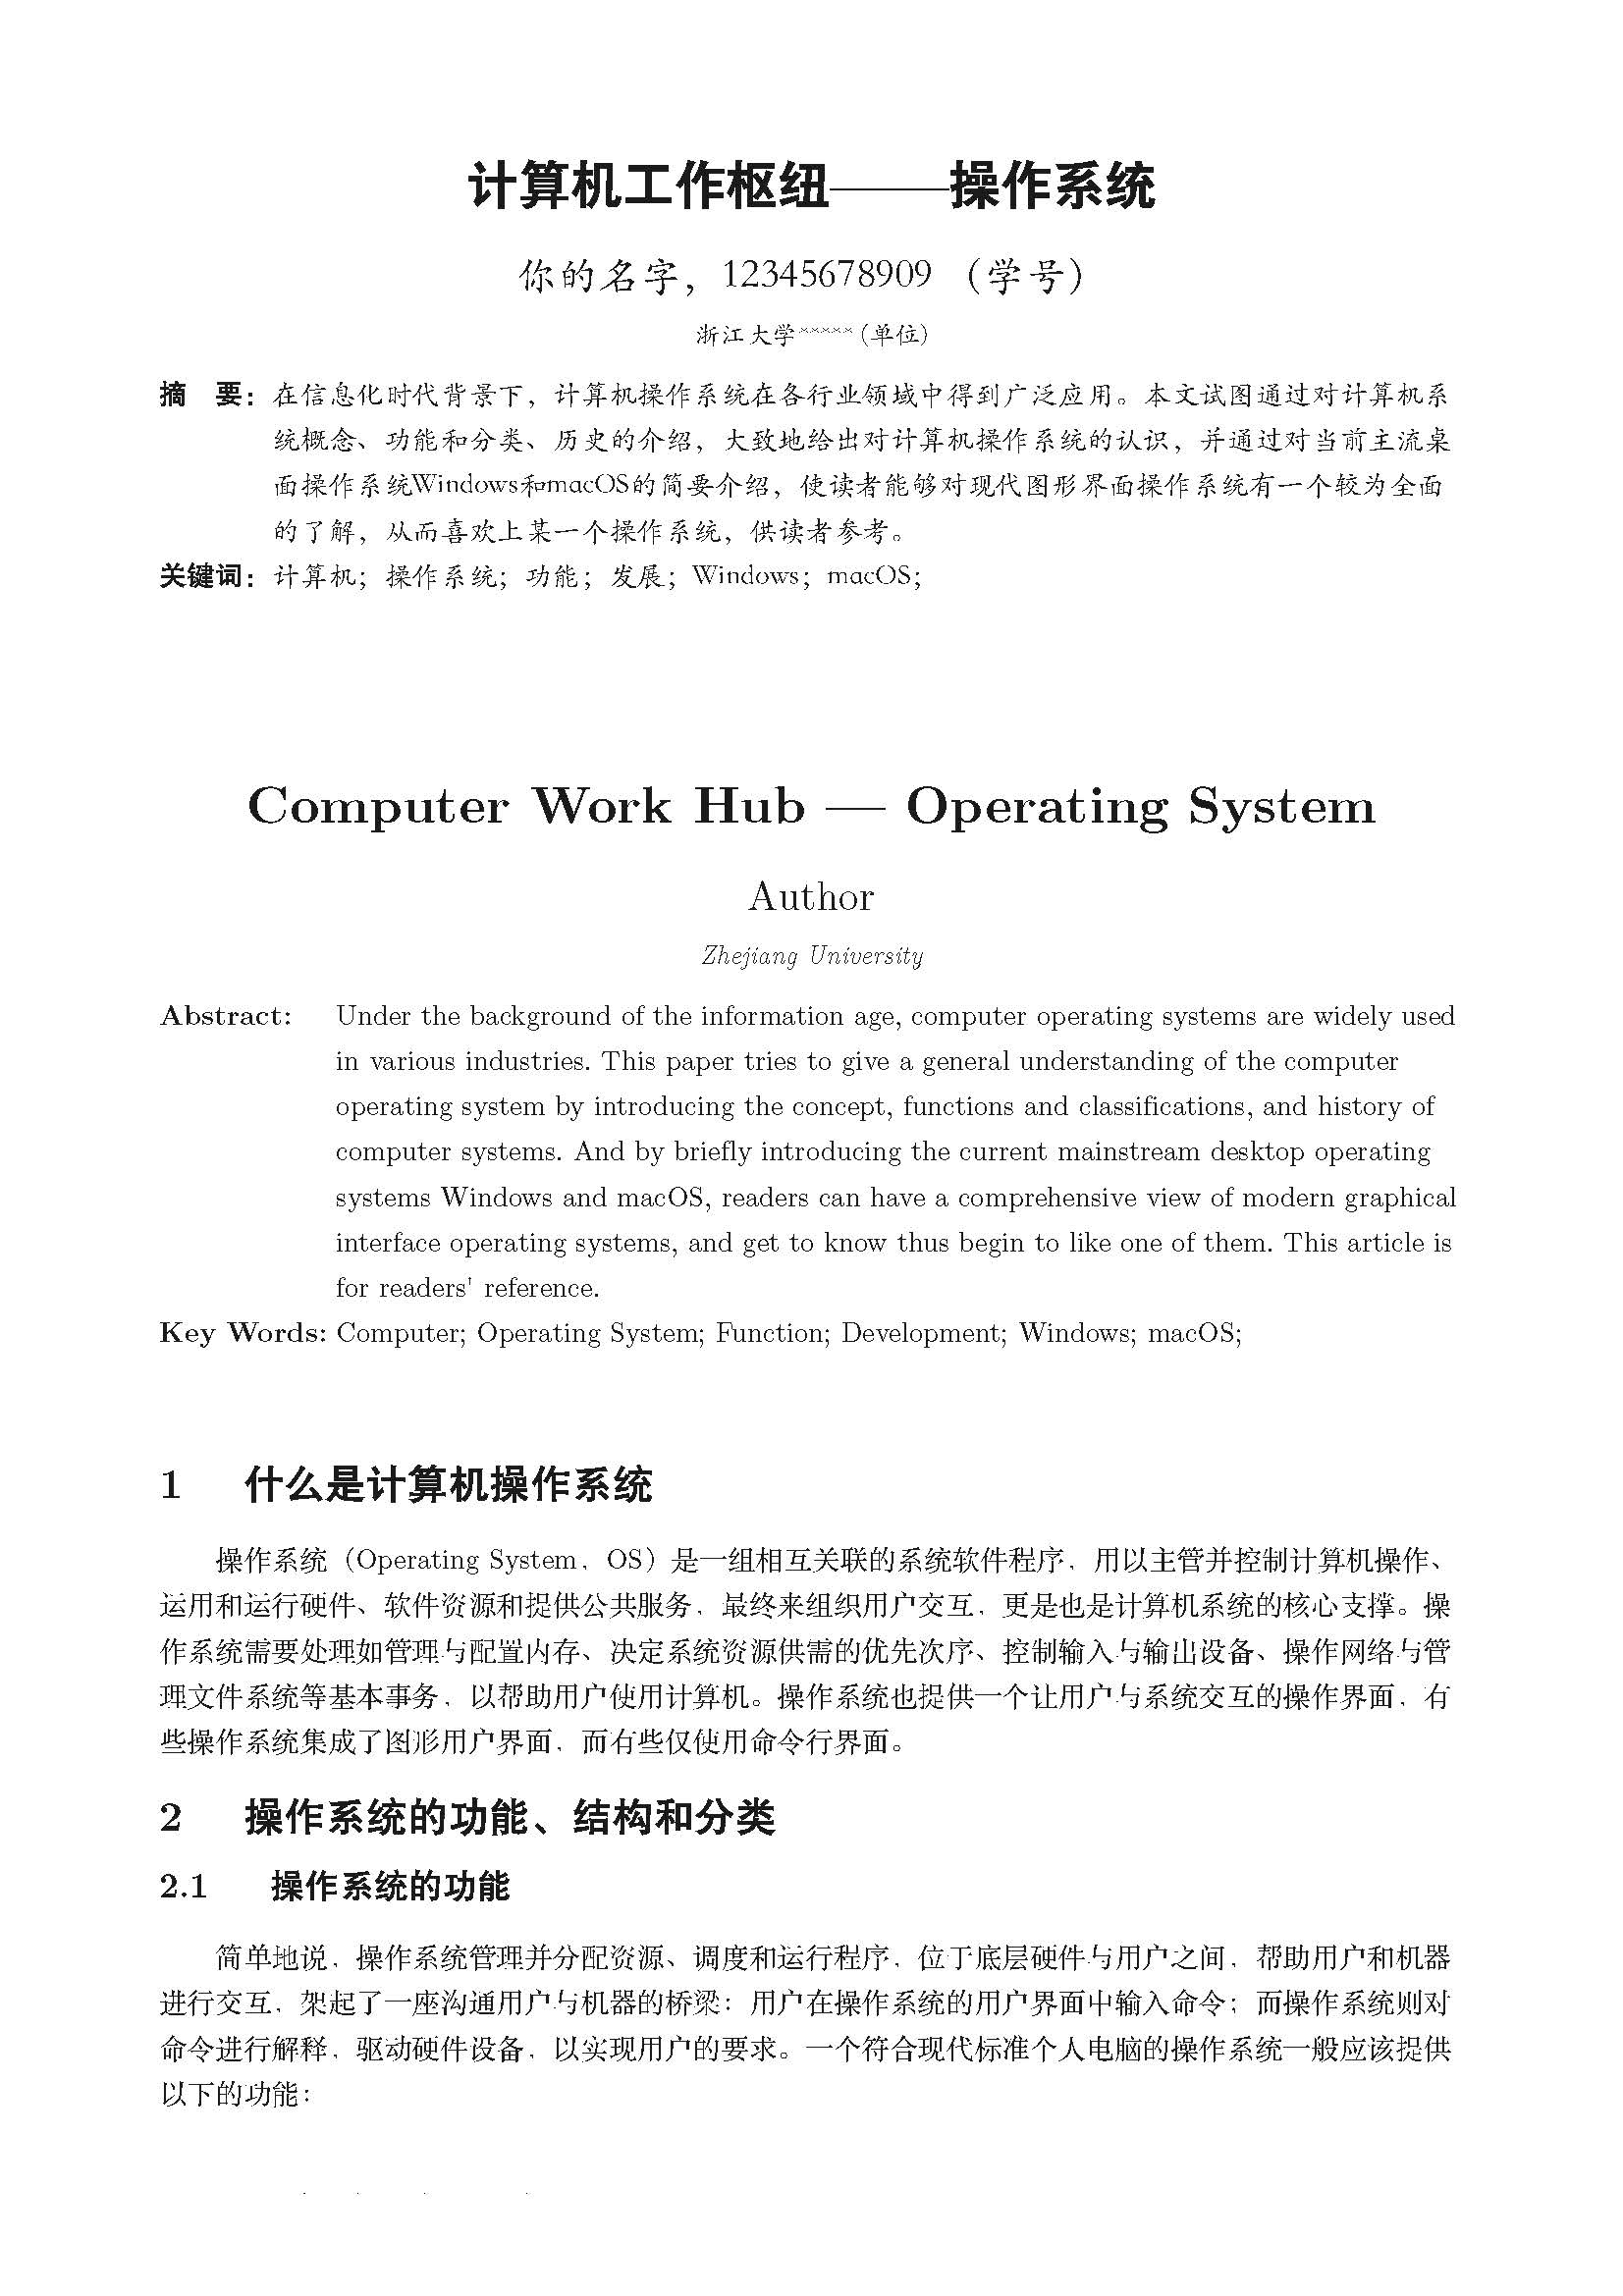 计算机工作枢纽——操作系统
你的名字，12345678909 （学号）
浙江大学*****(单位)
摘　要：在信息化时代背景下，计算机操作系统在各行业领域中得到广泛应用。本文试图通过对计算机系
统概念、功能和分类、历史的介绍，大致地给出对计算机操作系统的认识，并通过对当前主流桌
面操作系统Windows和macOS的简要介绍，使读者能够对现代图形界面操作系统有一个较为全面
的了解，从而喜欢上某一个操作系统，供读者参考。
关键词：计算机；操作系统；功能；发展；Windows；macOS；
Computer Work Hub — Operating System
Author
Zhejiang University
Abstract: Under the background of the information age, computer operating systems are widely used
in various industries. This paper tries to give a general understanding of the computer
operating system by introducing the concept, functions and classifications, and history of
computer systems. And by briefly introducing the current mainstream desktop operating
systems Windows and macOS, readers can have a comprehensive view of modern graphical
interface operating systems, and get to know thus begin to like one of them. This article is
for readers' reference.
Key Words: Computer; Operating System; Function; Development; Windows; macOS;
1 什么是计算机操作系统
操作系统（Operating System，OS）是一组相互关联的系统软件程序，用以主管并控制计算机操作、
运用和运行硬件、软件资源和提供公共服务，最终来组织用户交互，更是也是计算机系统的核心支撑。操
作系统需要处理如管理与配置内存、决定系统资源供需的优先次序、控制输入与输出设备、操作网络与管
理文件系统等基本事务，以帮助用户使用计算机。操作系统也提供一个让用户与系统交互的操作界面，有
些操作系统集成了图形用户界面，而有些仅使用命令行界面。
2 操作系统的功能、结构和分类
2.1 操作系统的功能
简单地说，操作系统管理并分配资源、调度和运行程序，位于底层硬件与用户之间，帮助用户和机器
进行交互，架起了一座沟通用户与机器的桥梁：用户在操作系统的用户界面中输入命令；而操作系统则对
命令进行解释，驱动硬件设备，以实现用户的要求。一个符合现代标准个人电脑的操作系统一般应该提供
以下的功能：